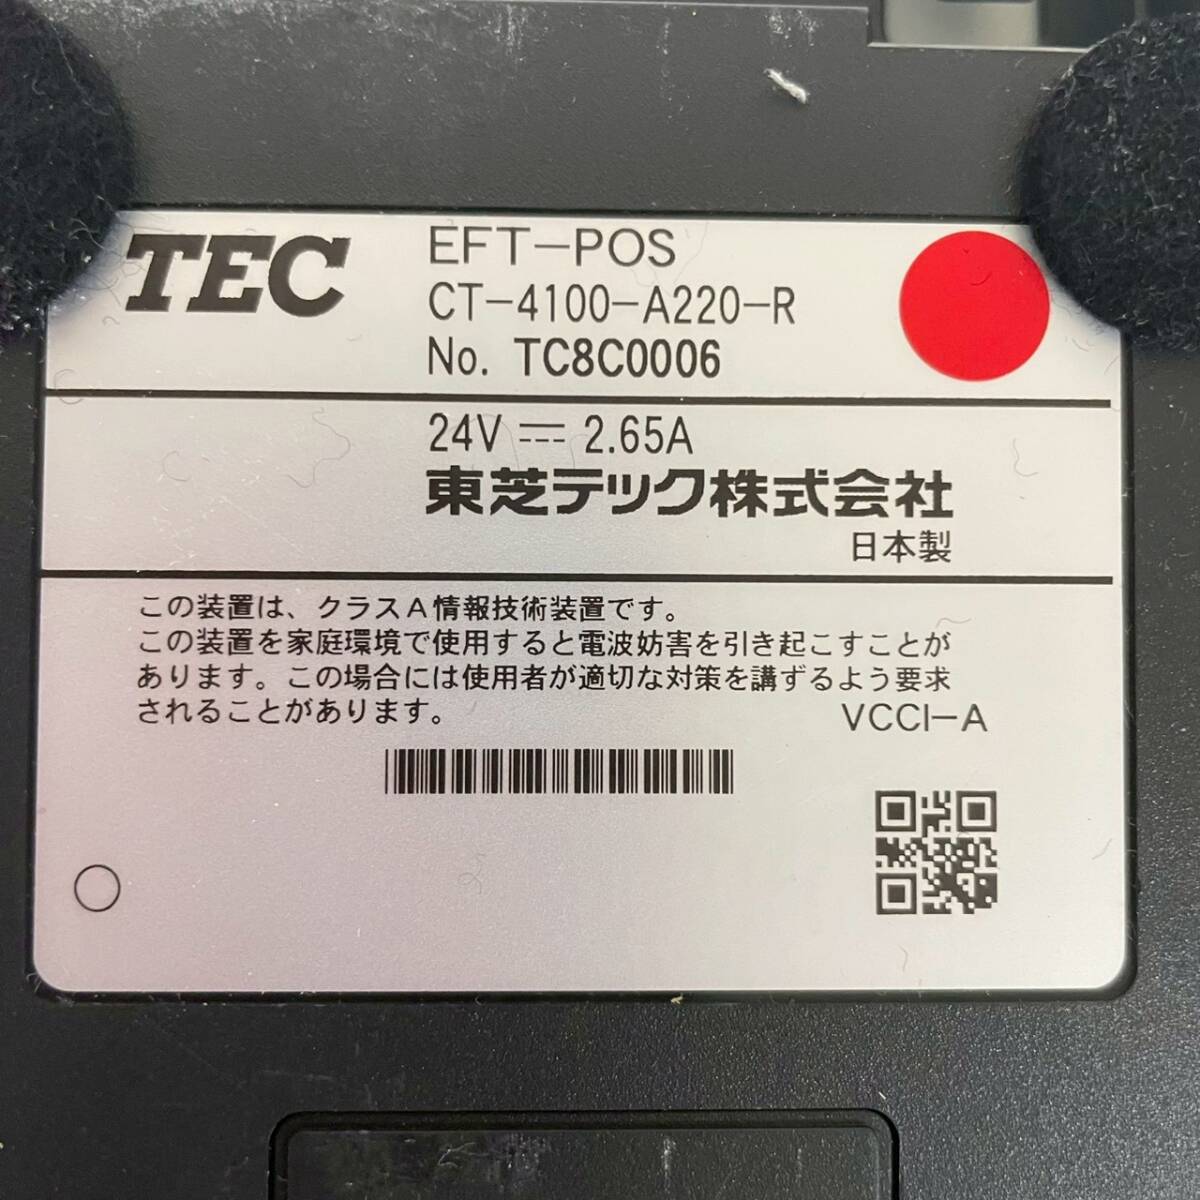 TEC
EFT-POS
CT-4100-A220-R
No. TC8C0006
24V ⎓ 2.65A
東芝テック株式会社
日本製
この装置は、クラスA情報技術装置です。
この装置を家庭環境で使用すると電波妨害を引き起こすことが
あります。この場合には使用者が適切な対策を講ずるよう要求
されることがあります。
VCCI-A